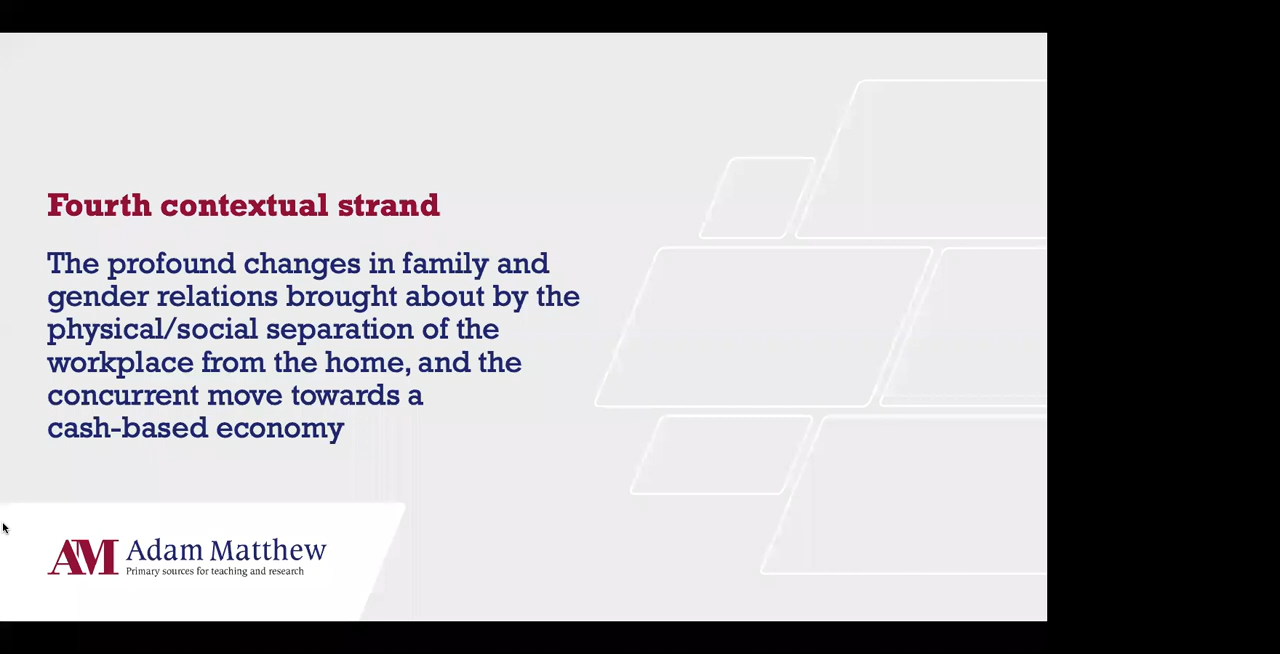 Fourth contextual strand
The profound changes in family and
gender relations brought about by the
physical/social separation of the
workplace from the home, and the
concurrent move towards a
cash-based economy
AM Adam Matthew
Primary sources for teaching and research